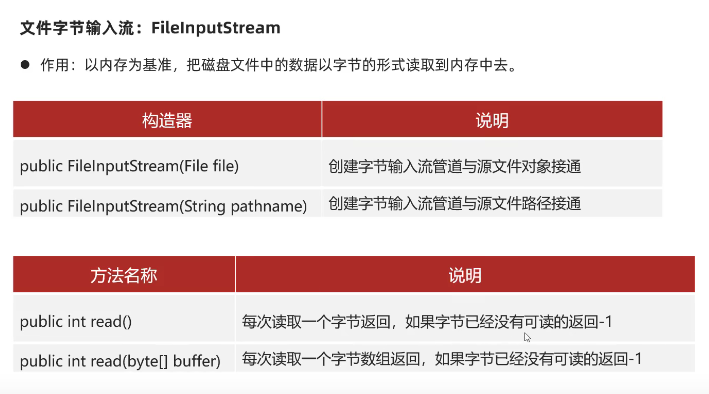 文件字节输入流：FileInputStream
● 作用：以内存为基准，把磁盘文件中的数据以字节的形式读取到内存中去。
构造器 说明
public FileInputStream(File file) 创建字节输入流管道与源文件对象接通
public FileInputStream(String pathname) 创建字节输入流管道与源文件路径接通
方法名称 说明
public int read() 每次读取一个字节返回，如果字节已经没有可读的返回-1
public int read(byte[] buffer) 每次读取一个字节数组返回，如果字节已经没有可读的返回-1